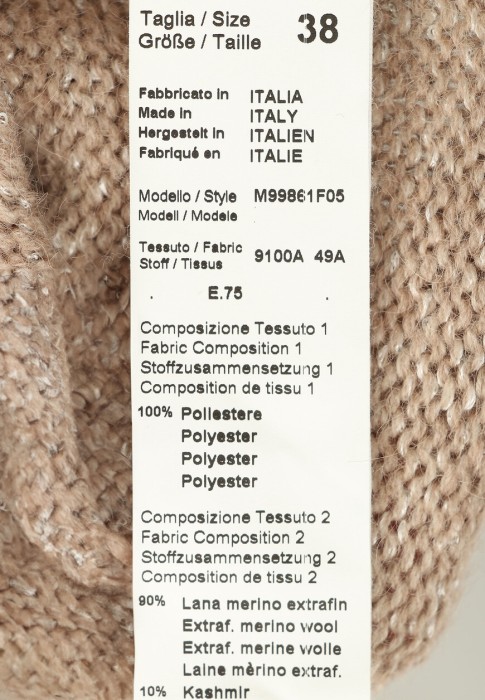 Taglia / Size 38
Größe / Taille
Fabbricato in ITALIA
Made in ITALY
Hergestelt in ITALIEN
Fabriqué en ITALIE
Modello / Style M99861F05
Modell / Modele
Tessuto / Fabric 9100A 49A
Stoff / Tissus
. E.75 .
Composizione Tessuto 1
Fabric Composition 1
Stoffzusammensetzung 1
Composition de tissu 1
100% Poliestere
Polyester
Polyester
Polyester
Composizione Tessuto 2
Fabric Composition 2
Stoffzusammensetzung 2
Composition de tissu 2
90% Lana merino extrafin
Extraf. merino wool
Extraf. merine wolle
Laine mèrino extraf.
10% Kashmir